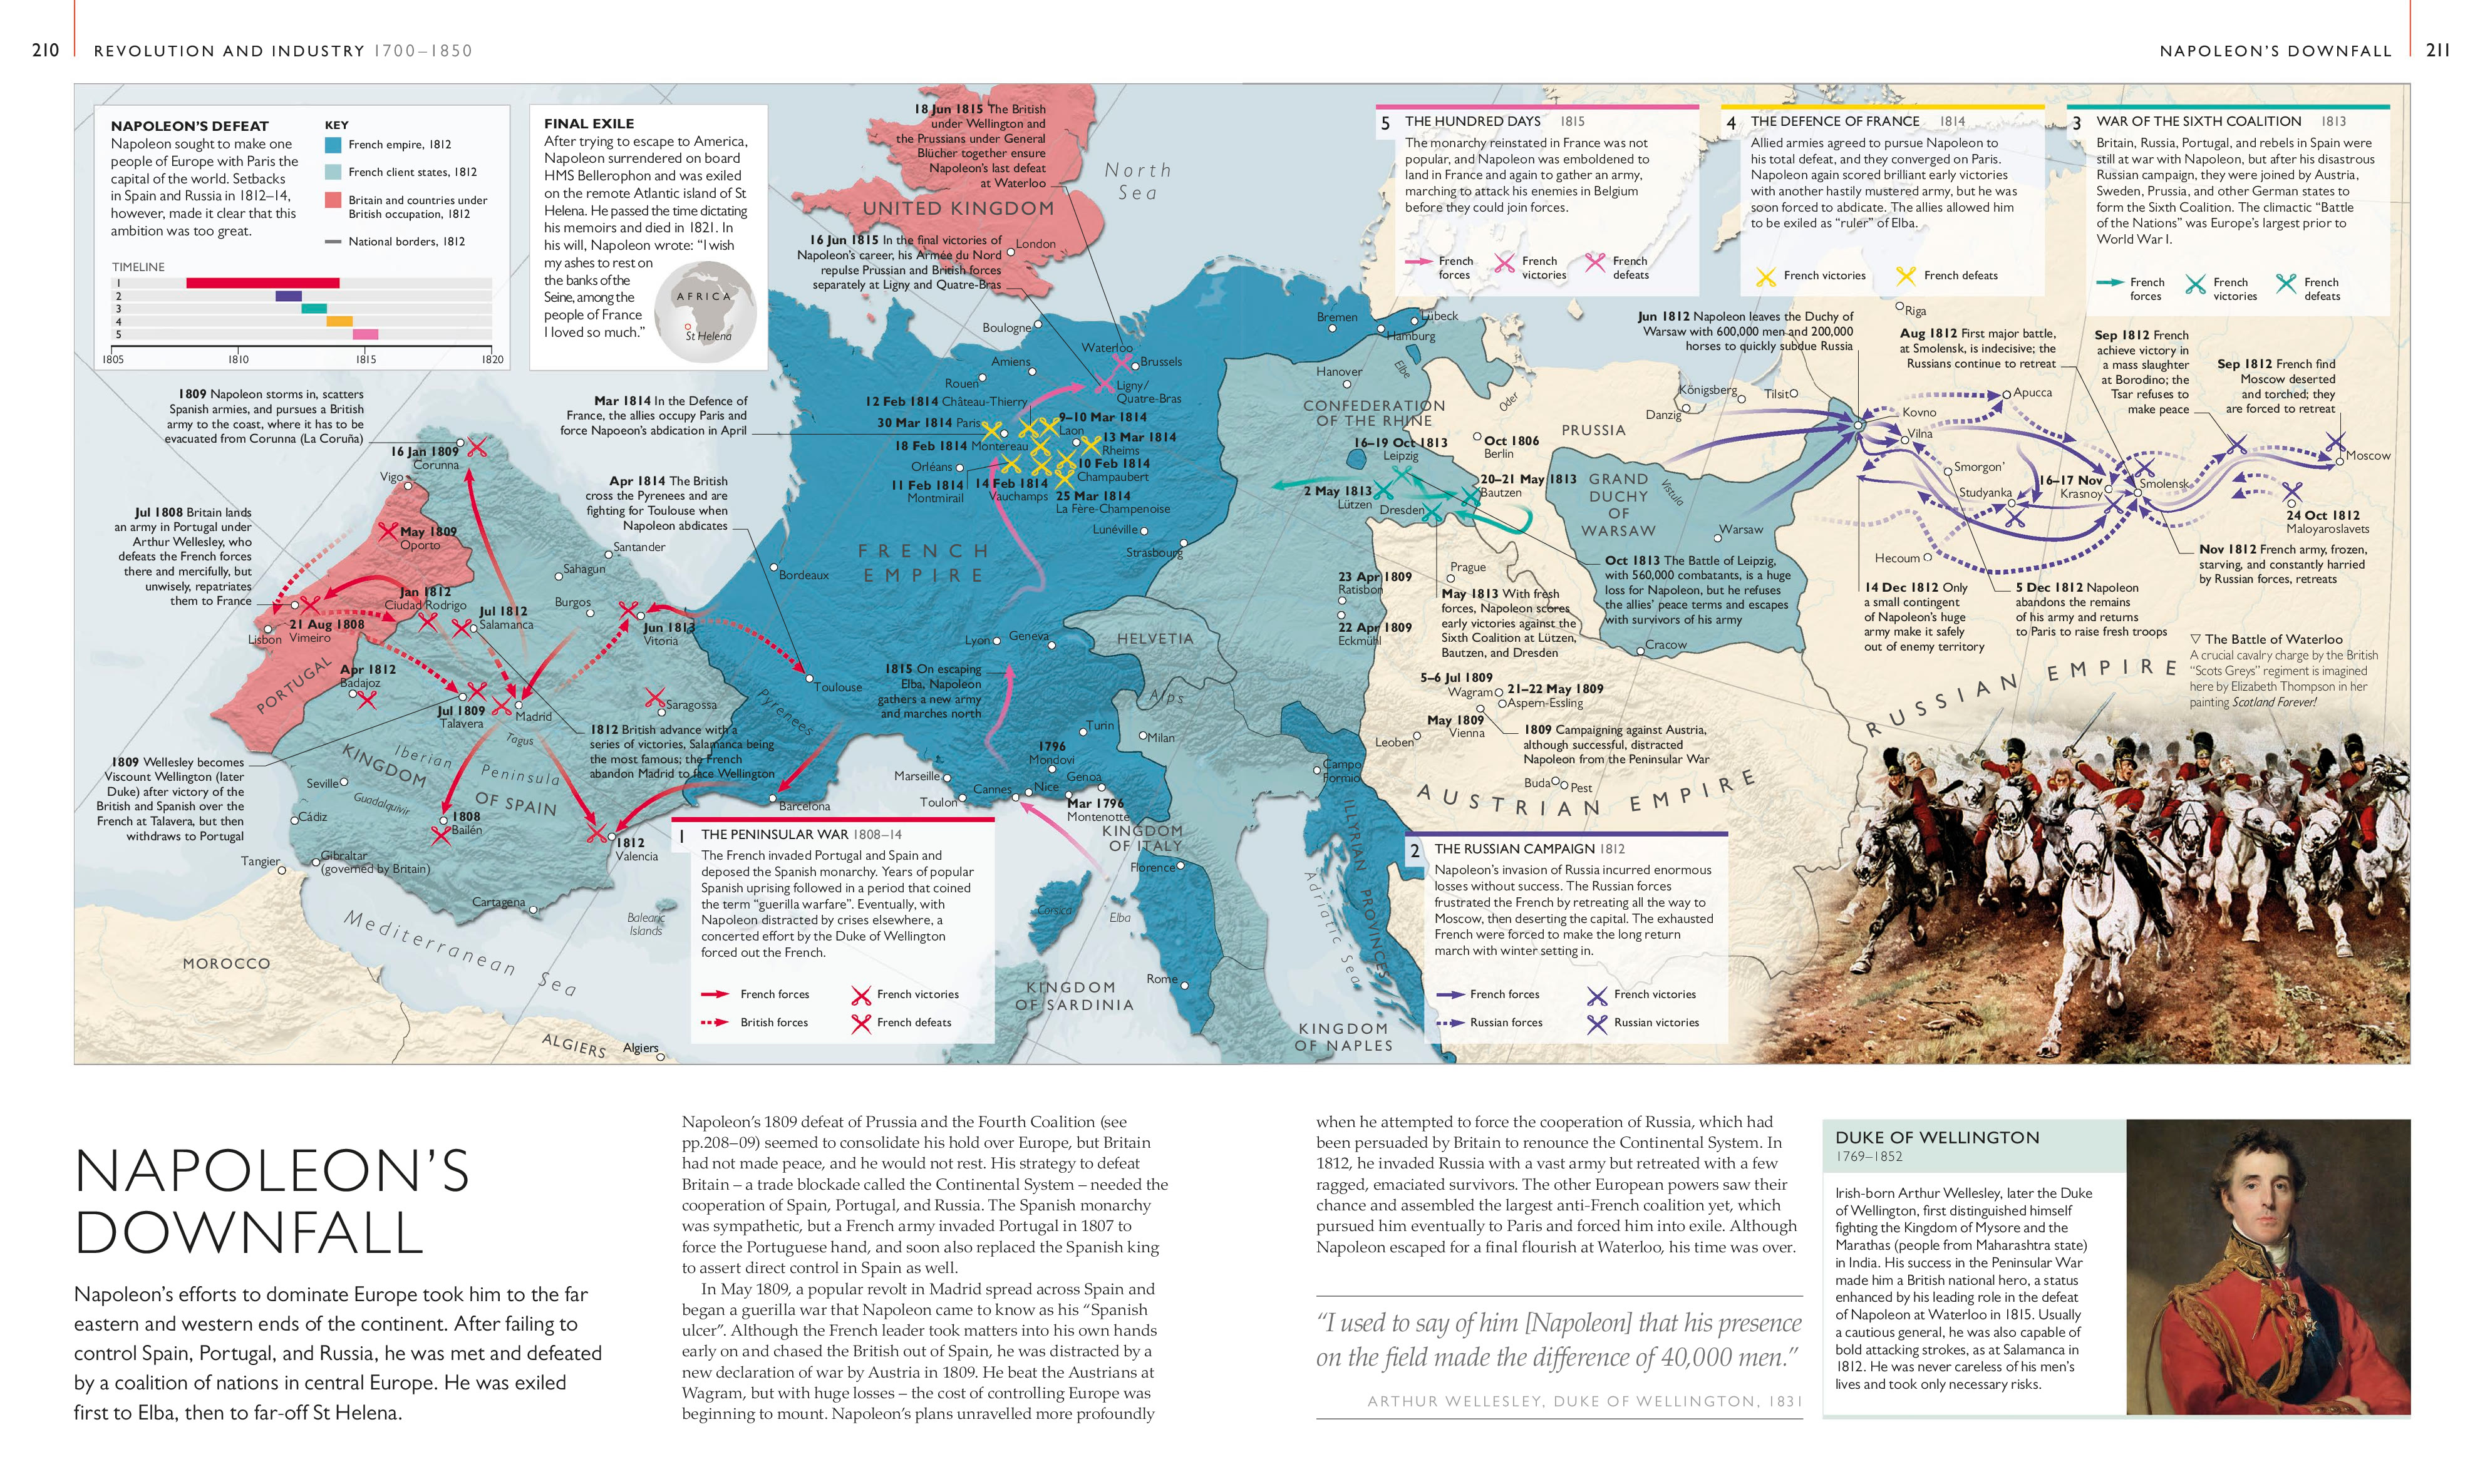 210
REVOLUTION AND INDUSTRY 1700–1850
NAPOLEON'S DOWNFALL
211
NAPOLEON'S DEFEAT
Napoleon sought to make one
people of Europe with Paris the
capital of the world. Setbacks
in Spain and Russia in 1812–14,
however, made it clear that this
ambition was too great.
KEY
French empire, 1812
French client states, 1812
Britain and countries under
British occupation, 1812
National borders, 1812
TIMELINE
1
2
3
4
5
1805
1810
1815
1820
FINAL EXILE
After trying to escape to America,
Napoleon surrendered on board
HMS Bellerophon and was exiled
on the remote Atlantic island of St
Helena. He passed the time dictating
his memoirs and died in 1821. In
his will, Napoleon wrote: “I wish
my ashes to rest on
the banks of the
Seine, among the
people of France
I loved so much.”
AFRICA
St Helena
18 Jun 1815 The British
under Wellington and
the Prussians under General
Blücher together ensure
Napoleon's last defeat
at Waterloo
North
Sea
UNITED KINGDOM
London
16 Jun 1815 In the final victories of
Napoleon's career, his Armée du Nord
repulse Prussian and British forces
separately at Ligny and Quatre-Bras
5 THE HUNDRED DAYS 1815
The monarchy reinstated in France was not
popular, and Napoleon was emboldened to
land in France and again to gather an army,
marching to attack his enemies in Belgium
before they could join forces.
French
forces
French
victories
French
defeats
4 THE DEFENCE OF FRANCE 1814
Allied armies agreed to pursue Napoleon to
his total defeat, and they converged on Paris.
Napoleon again scored brilliant early victories
with another hastily mustered army, but he was
soon forced to abdicate. The allies allowed him
to be exiled as “ruler” of Elba.
French victories
French defeats
3 WAR OF THE SIXTH COALITION 1813
Britain, Russia, Portugal, and rebels in Spain were
still at war with Napoleon, but after his disastrous
Russian campaign, they were joined by Austria,
Sweden, Prussia, and other German states to
form the Sixth Coalition. The climactic “Battle
of the Nations” was Europe's largest prior to
World War I.
French
forces
French
victories
French
defeats
1809 Napoleon storms in, scatters
Spanish armies, and pursues a British
army to the coast, where it has to be
evacuated from Corunna (La Coruña)
16 Jan 1809
Corunna
Vigo
Jul 1808 Britain lands
an army in Portugal under
Arthur Wellesley, who
defeats the French forces
there and mercifully, but
unwisely, repatriates
them to France
May 1809
Oporto
Jan 1812
Ciudad Rodrigo
Jul 1812
Salamanca
Lisbon
21 Aug 1808
Vimeiro
Apr 1812
Badajoz
PORTUGAL
Jul 1809
Talavera
Madrid
Tagus
1809 Wellesley becomes
Viscount Wellington (later
Duke) after victory of the
British and Spanish over the
French at Talavera, but then
withdraws to Portugal
KINGDOM
OF SPAIN
Iberian
Peninsula
Seville
Guadalquivir
Cádiz
1808
Bailén
Tangier
Gibraltar
(governed by Britain)
Cartagena
1812
Valencia
Balearic
Islands
Mediterranean Sea
MOROCCO
ALGIERS
Algiers
Mar 1814 In the Defence of
France, the allies occupy Paris and
force Napoeon's abdication in April
Apr 1814 The British
cross the Pyrenees and are
fighting for Toulouse when
Napoleon abdicates
Santander
Sahagun
Burgos
Jun 1813
Vitoria
Saragossa
1812 British advance with a
series of victories, Salamanca being
the most famous; the French
abandon Madrid to face Wellington
Barcelona
Pyrenees
Toulouse
Bordeaux
FRENCH
EMPIRE
Boulogne
Amiens
Rouen
Waterloo
Brussels
Ligny/
Quatre-Bras
12 Feb 1814 Château-Thierry
30 Mar 1814 Paris
18 Feb 1814 Montereau
9–10 Mar 1814
Laon
13 Mar 1814
Rheims
10 Feb 1814
Champaubert
Orléans
11 Feb 1814
Montmirail
14 Feb 1814
Vauchamps
25 Mar 1814
La Fère-Champenoise
Lunéville
Strasbourg
Lyon
Geneva
HELVETIA
Alps
1815 On escaping
Elba, Napoleon
gathers a new army
and marches north
Turin
Milan
1796
Mondovi
Genoa
Marseille
Toulon
Cannes
Nice
Mar 1796
Montenotte
KINGDOM
OF ITALY
Florence
Corsica
Elba
Rome
KINGDOM
OF SARDINIA
KINGDOM
OF NAPLES
Adriatic Sea
ILLYRIAN PROVINCES
Campo
Formio
1 THE PENINSULAR WAR 1808–14
The French invaded Portugal and Spain and
deposed the Spanish monarchy. Years of popular
Spanish uprising followed in a period that coined
the term “guerilla warfare”. Eventually, with
Napoleon distracted by crises elsewhere, a
concerted effort by the Duke of Wellington
forced out the French.
French forces
French victories
British forces
French defeats
Bremen
Lübeck
Hamburg
Elbe
Hanover
CONFEDERATION
OF THE RHINE
16–19 Oct 1813
Leipzig
2 May 1813
Lützen
Dresden
20–21 May 1813
Bautzen
Oct 1806
Berlin
Oder
Danzig
Königsberg
Tilsit
PRUSSIA
GRAND
DUCHY
OF
WARSAW
Vistula
Warsaw
Cracow
Prague
23 Apr 1809
Ratisbon
22 Apr 1809
Eckmühl
May 1813 With fresh
forces, Napoleon scores
early victories against the
Sixth Coalition at Lützen,
Bautzen, and Dresden
Oct 1813 The Battle of Leipzig,
with 560,000 combatants, is a huge
loss for Napoleon, but he refuses
the allies' peace terms and escapes
with survivors of his army
5–6 Jul 1809
Wagram
21–22 May 1809
Aspern-Essling
May 1809
Vienna
Leoben
1809 Campaigning against Austria,
although successful, distracted
Napoleon from the Peninsular War
Buda
Pest
AUSTRIAN EMPIRE
2 THE RUSSIAN CAMPAIGN 1812
Napoleon's invasion of Russia incurred enormous
losses without success. The Russian forces
frustrated the French by retreating all the way to
Moscow, then deserting the capital. The exhausted
French were forced to make the long return
march with winter setting in.
French forces
French victories
Russian forces
Russian victories
Riga
Jun 1812 Napoleon leaves the Duchy of
Warsaw with 600,000 men and 200,000
horses to quickly subdue Russia
Aug 1812 First major battle,
at Smolensk, is indecisive; the
Russians continue to retreat
Sep 1812 French
achieve victory in
a mass slaughter
at Borodino; the
Tsar refuses to
make peace
Sep 1812 French find
Moscow deserted
and torched; they
are forced to retreat
Apucca
Kovno
Vilna
Smorgon'
Studyanka
16–17 Nov
Krasnoy
Smolensk
Moscow
24 Oct 1812
Maloyaroslavets
Hecoum
Nov 1812 French army, frozen,
starving, and constantly harried
by Russian forces, retreats
14 Dec 1812 Only
a small contingent
of Napoleon's huge
army make it safely
out of enemy territory
5 Dec 1812 Napoleon
abandons the remains
of his army and returns
to Paris to raise fresh troops
RUSSIAN EMPIRE
▽ The Battle of Waterloo
A crucial cavalry charge by the British
“Scots Greys” regiment is imagined
here by Elizabeth Thompson in her
painting Scotland Forever!
NAPOLEON'S
DOWNFALL
Napoleon's efforts to dominate Europe took him to the far
eastern and western ends of the continent. After failing to
control Spain, Portugal, and Russia, he was met and defeated
by a coalition of nations in central Europe. He was exiled
first to Elba, then to far-off St Helena.
Napoleon's 1809 defeat of Prussia and the Fourth Coalition (see
pp.208–09) seemed to consolidate his hold over Europe, but Britain
had not made peace, and he would not rest. His strategy to defeat
Britain – a trade blockade called the Continental System – needed the
cooperation of Spain, Portugal, and Russia. The Spanish monarchy
was sympathetic, but a French army invaded Portugal in 1807 to
force the Portuguese hand, and soon also replaced the Spanish king
to assert direct control in Spain as well.
In May 1809, a popular revolt in Madrid spread across Spain and
began a guerilla war that Napoleon came to know as his “Spanish
ulcer”. Although the French leader took matters into his own hands
early on and chased the British out of Spain, he was distracted by a
new declaration of war by Austria in 1809. He beat the Austrians at
Wagram, but with huge losses – the cost of controlling Europe was
beginning to mount. Napoleon's plans unravelled more profoundly
when he attempted to force the cooperation of Russia, which had
been persuaded by Britain to renounce the Continental System. In
1812, he invaded Russia with a vast army but retreated with a few
ragged, emaciated survivors. The other European powers saw their
chance and assembled the largest anti-French coalition yet, which
pursued him eventually to Paris and forced him into exile. Although
Napoleon escaped for a final flourish at Waterloo, his time was over.
“I used to say of him [Napoleon] that his presence
on the field made the difference of 40,000 men.”
ARTHUR WELLESLEY, DUKE OF WELLINGTON, 1831
DUKE OF WELLINGTON
1769–1852
Irish-born Arthur Wellesley, later the Duke
of Wellington, first distinguished himself
fighting the Kingdom of Mysore and the
Marathas (people from Maharashtra state)
in India. His success in the Peninsular War
made him a British national hero, a status
enhanced by his leading role in the defeat
of Napoleon at Waterloo in 1815. Usually
a cautious general, he was also capable of
bold attacking strokes, as at Salamanca in
1812. He was never careless of his men's
lives and took only necessary risks.